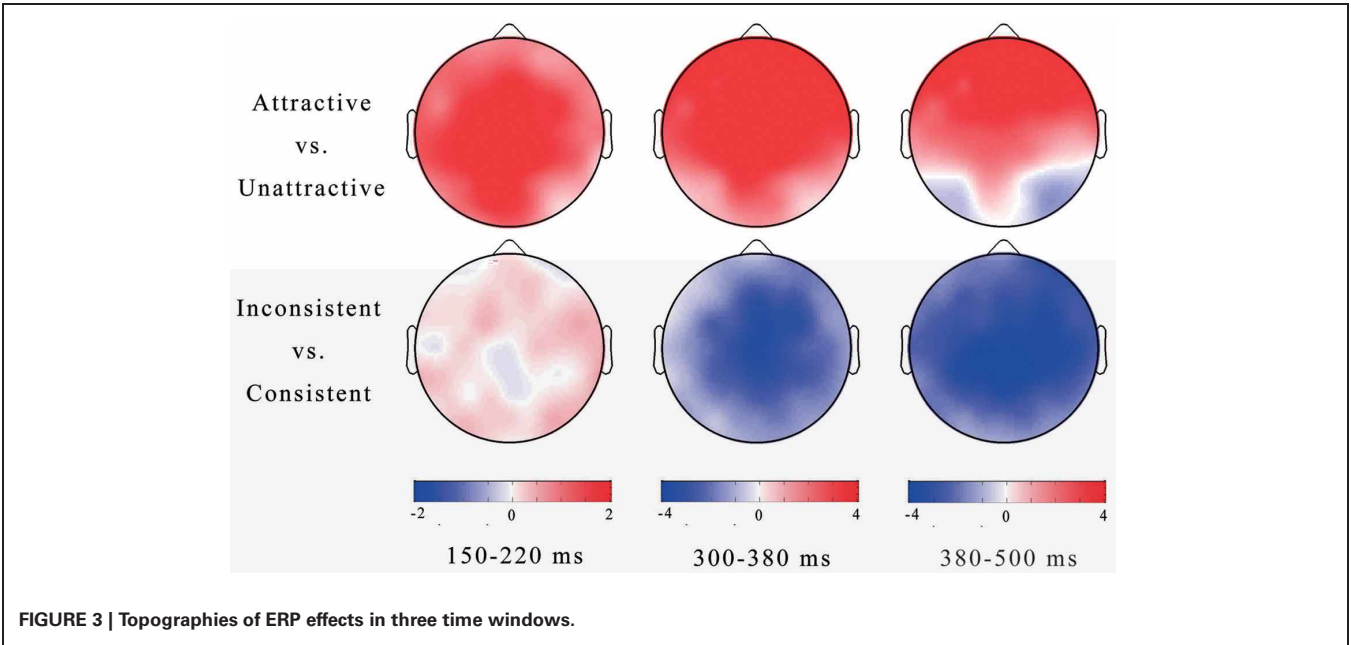 Attractive
vs.
Unattractive
Inconsistent
vs.
Consistent
-2 0 2
-4 0 4
-4 0 4
150-220 ms
300-380 ms
380-500 ms
FIGURE 3 | Topographies of ERP effects in three time windows.